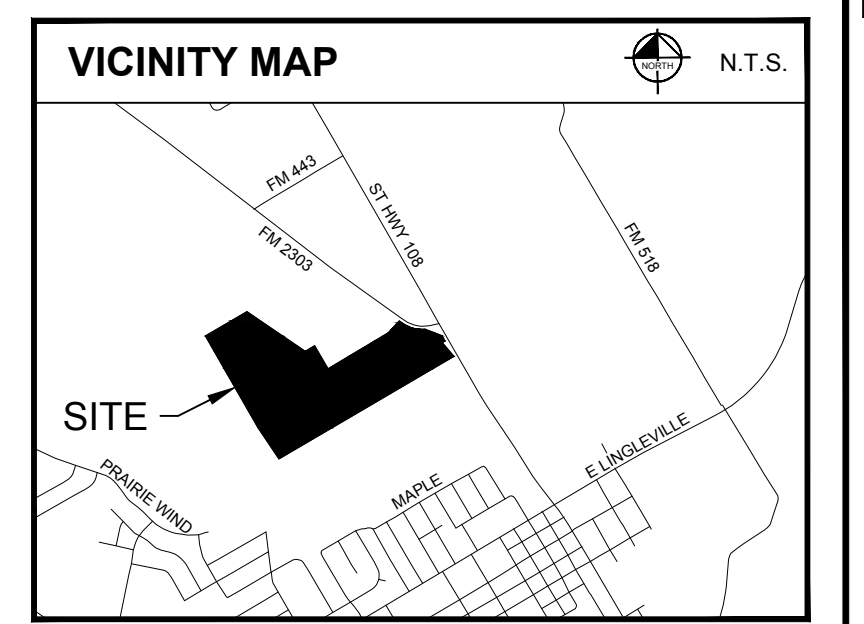 VICINITY MAP
NORTH
N.T.S.
FM 443
ST HWY 108
FM 2303
FM 518
SITE
E LINGLEVILLE
PRAIRIE WIND
MAPLE